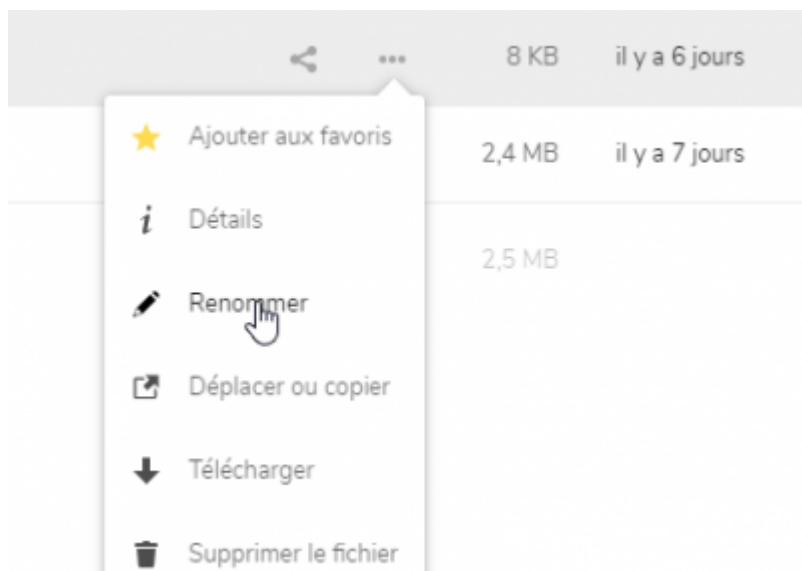 8 KB il y a 6 jours
Ajouter aux favoris
2,4 MB il y a 7 jours
Détails
2,5 MB
Renommer
Déplacer ou copier
Télécharger
Supprimer le fichier